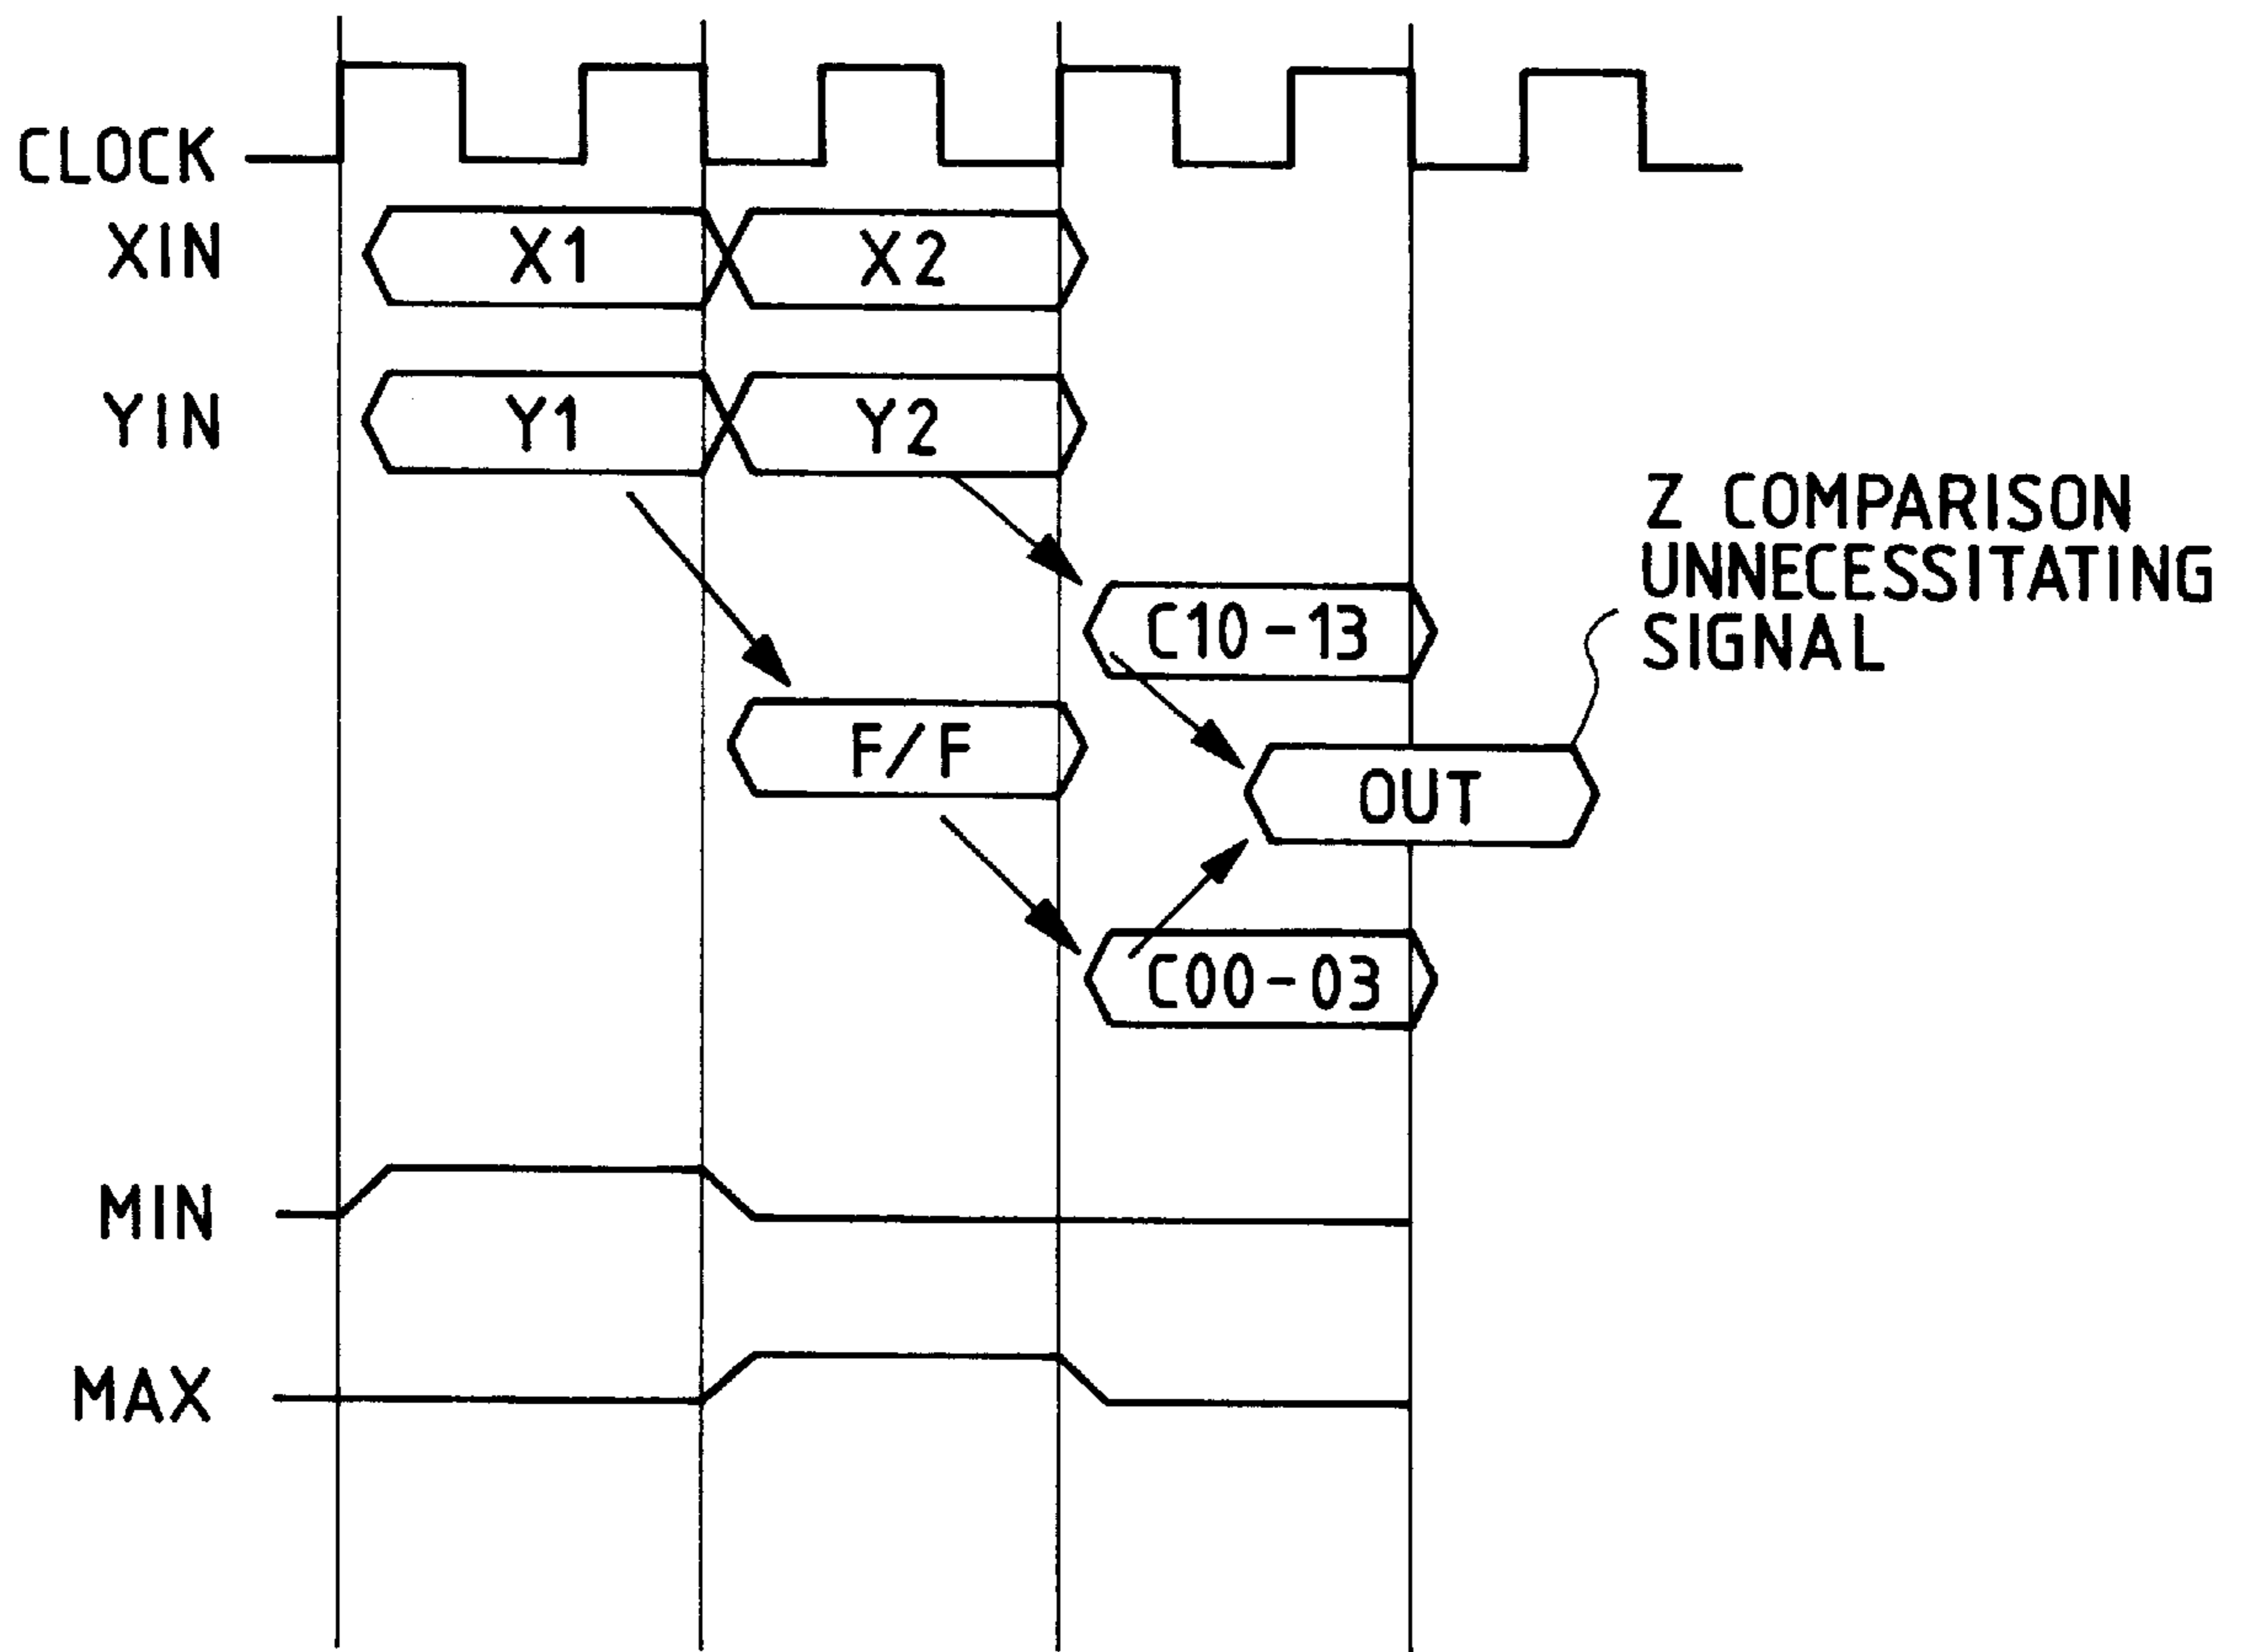 CLOCK
XIN X1 X2
YIN Y1 Y2
Z COMPARISON
UNNECESSITATING
SIGNAL
C10-13
F/F
OUT
C00-03
MIN
MAX